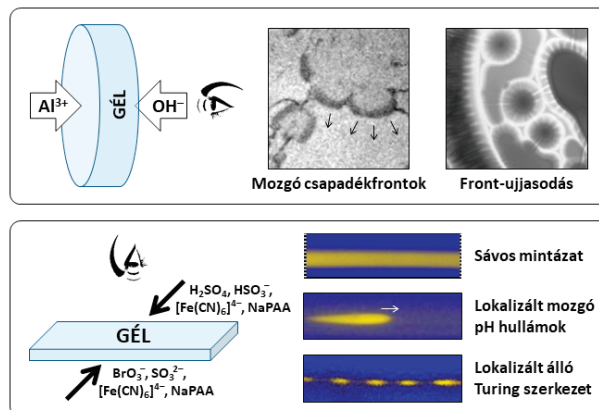 Al³⁺
GÉL
OH⁻
Mozgó csapadékfrontok
Front-ujjasodás
H₂SO₄, HSO₃⁻,
[Fe(CN)₆]⁴⁻, NaPAA
GÉL
BrO₃⁻, SO₃²⁻,
[Fe(CN)₆]⁴⁻, NaPAA
Sávos mintázat
Lokalizált mozgó
pH hullámok
Lokalizált álló
Turing szerkezet